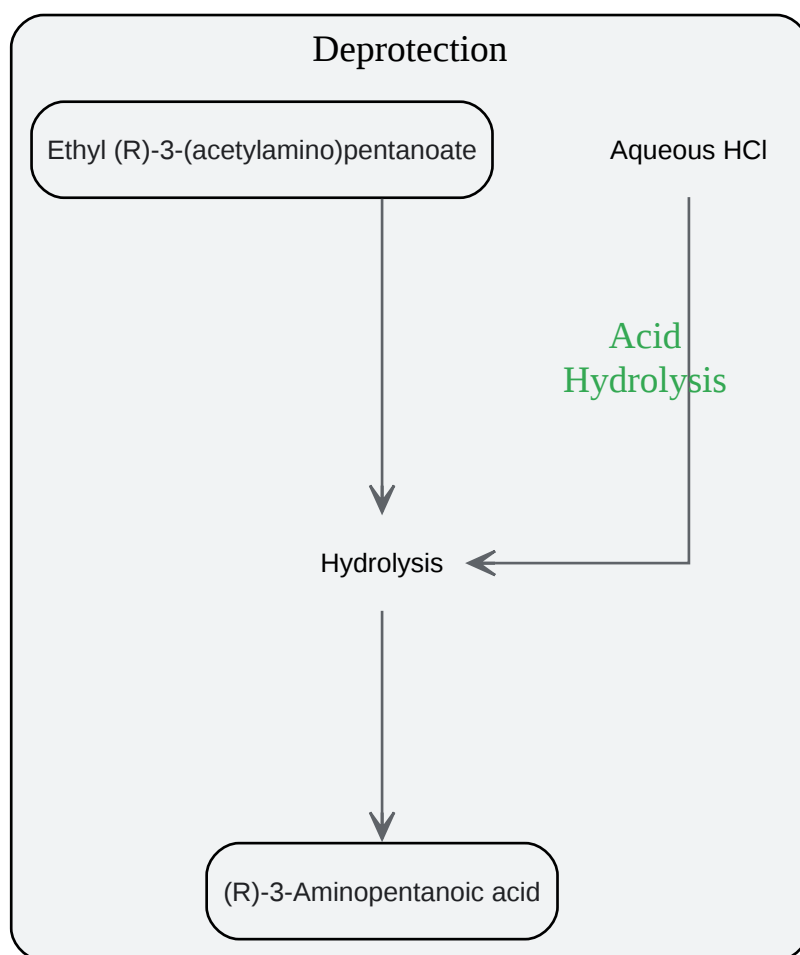 Deprotection
Ethyl (R)-3-(acetylamino)pentanoate
Aqueous HCl
Acid
Hydrolysis
Hydrolysis
(R)-3-Aminopentanoic acid